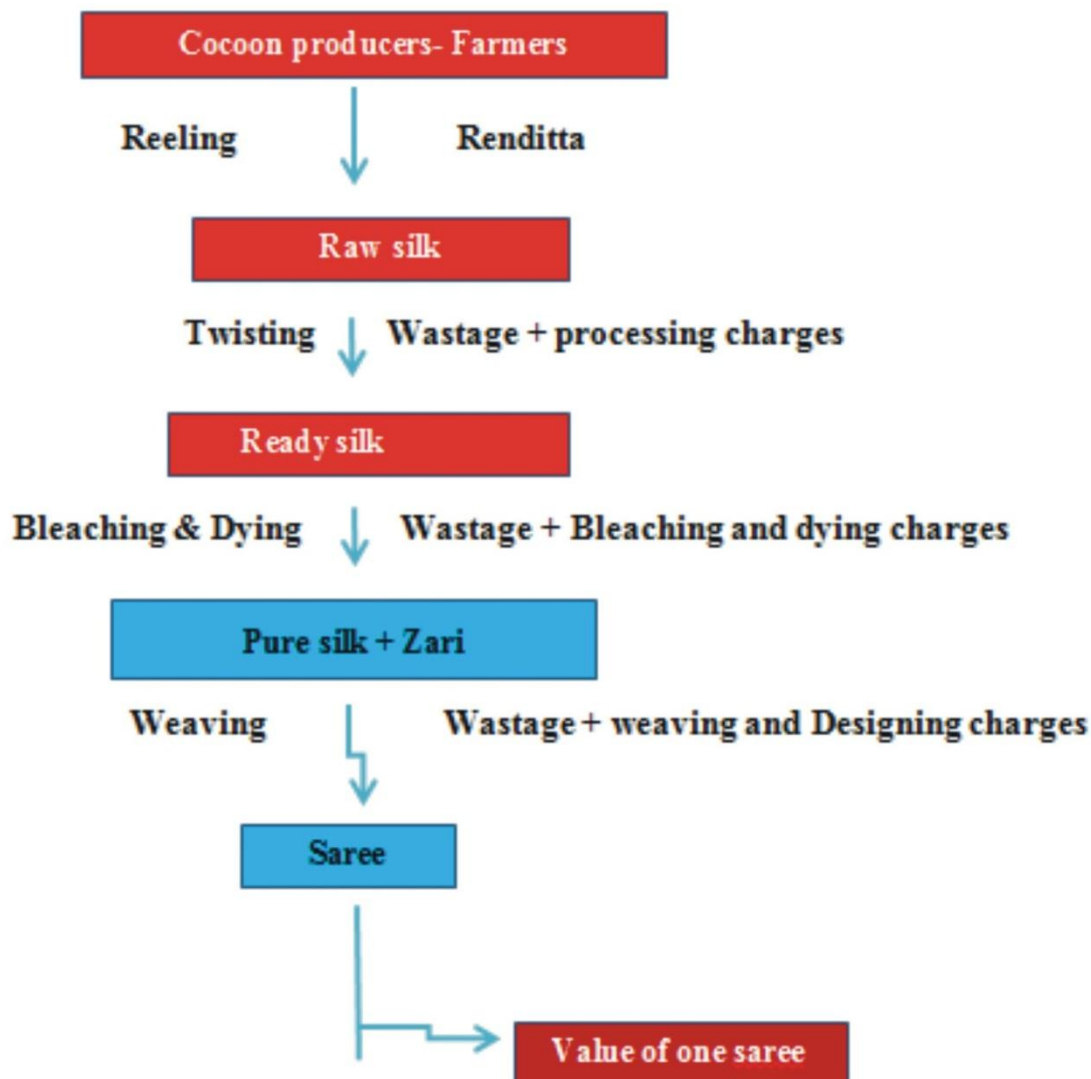 Cocoon producers- Farmers
Reeling Renditta
Raw silk
Twisting Wastage + processing charges
Ready silk
Bleaching & Dying Wastage + Bleaching and dying charges
Pure silk + Zari
Weaving Wastage + weaving and Designing charges
Saree
Value of one saree